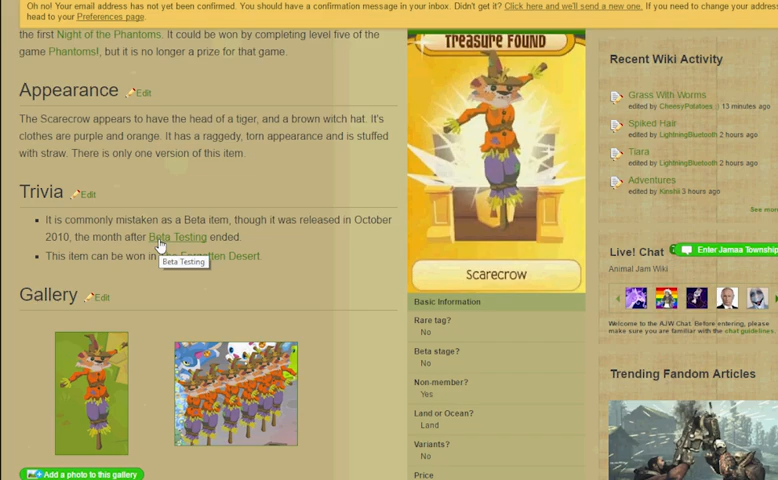 Oh no! Your email address has not yet been confirmed. You should have a confirmation message in your inbox. Didn't get it? Click here and we'll send a new one. If you need to change your address
head to your Preferences page.
the first Night of the Phantoms. It could be won by completing level five of the
game Phantoms!, but it is no longer a prize for that game.
Appearance Edit
The Scarecrow appears to have the head of a tiger, and a brown witch hat. It's
clothes are purple and orange. It has a raggedy, torn appearance and is stuffed
with straw. There is only one version of this item.
Trivia Edit
It is commonly mistaken as a Beta item, though it was released in October
2010, the month after Beta Testing ended.
This item can be won in The Forgotten Desert.
Beta Testing
Gallery Edit
Add a photo to this gallery
TREASURE FOUND
Scarecrow
Basic Information
Rare tag?
No
Beta stage?
No
Non-member?
Yes
Land or Ocean?
Land
Variants?
No
Price
Recent Wiki Activity
Grass With Worms
edited by CheesyPotatoes 13 minutes ago
Spiked Hair
edited by LightningBluetooth 2 hours ago
Tiara
edited by LightningBluetooth 2 hours ago
Adventures
edited by 3 hours ago
See more
Live! Chat
Enter Jamaa Township
Animal Jam Wiki
Welcome to the AJW Chat. Before entering, please
make sure you are familiar with the chat guidelines.
Trending Fandom Articles